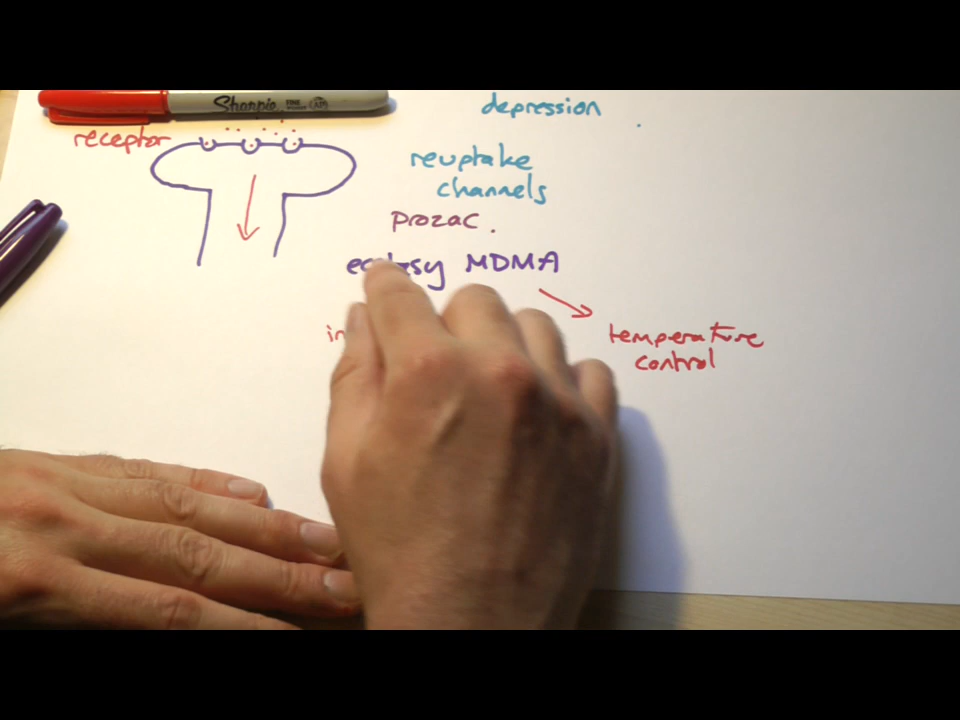 Sharpie
depression
receptor
reuptake
channels
prozac.
MDMA
temperature
control